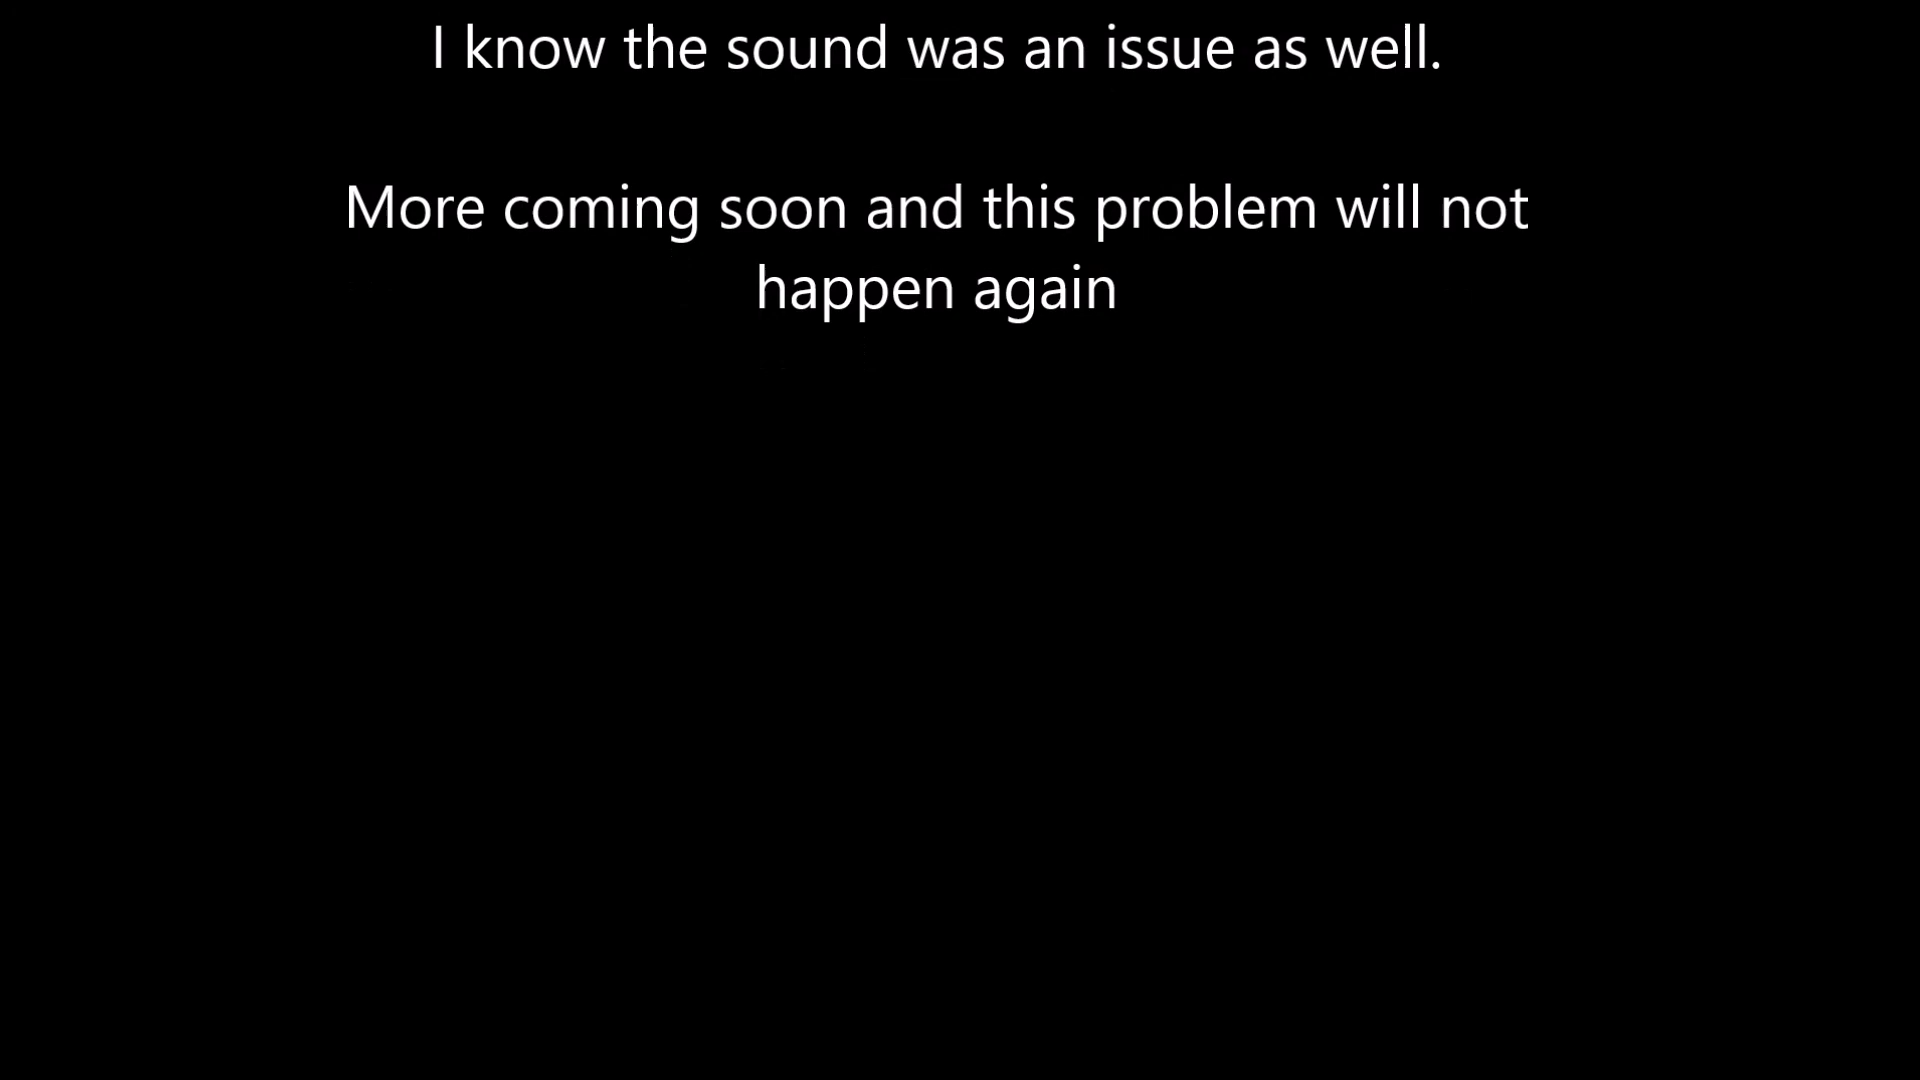 I know the sound was an issue as well.
More coming soon and this problem will not
happen again